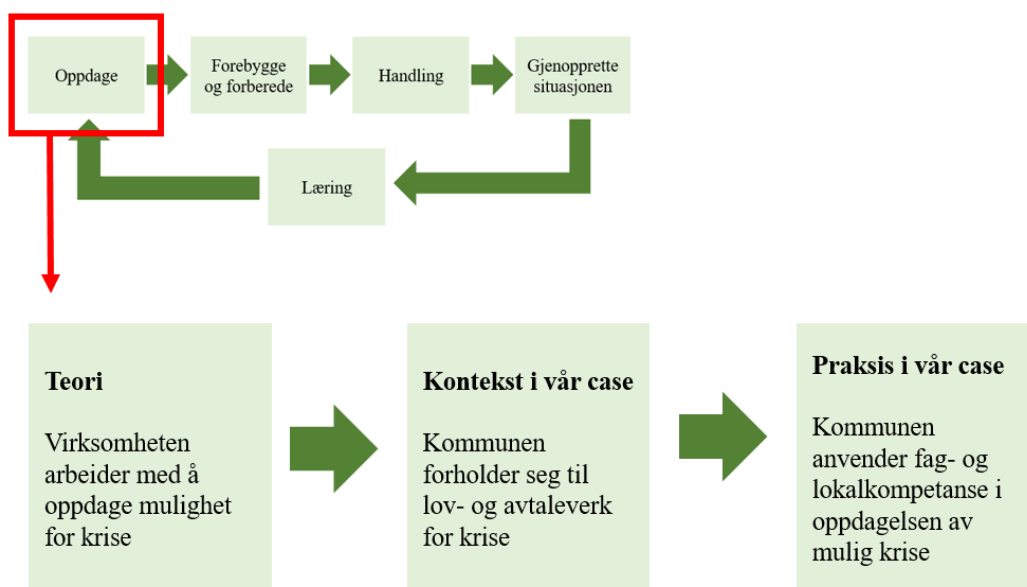 Oppdage
Forebygge
og forberede
Handling
Gjenopprette
situasjonen
Læring
Teori
Virksomheten
arbeider med å
oppdage mulighet
for krise
Kontekst i vår case
Kommunen
forholder seg til
lov- og avtaleverk
for krise
Praksis i vår case
Kommunen
anvender fag- og
lokalkompetanse i
oppdagelsen av
mulig krise